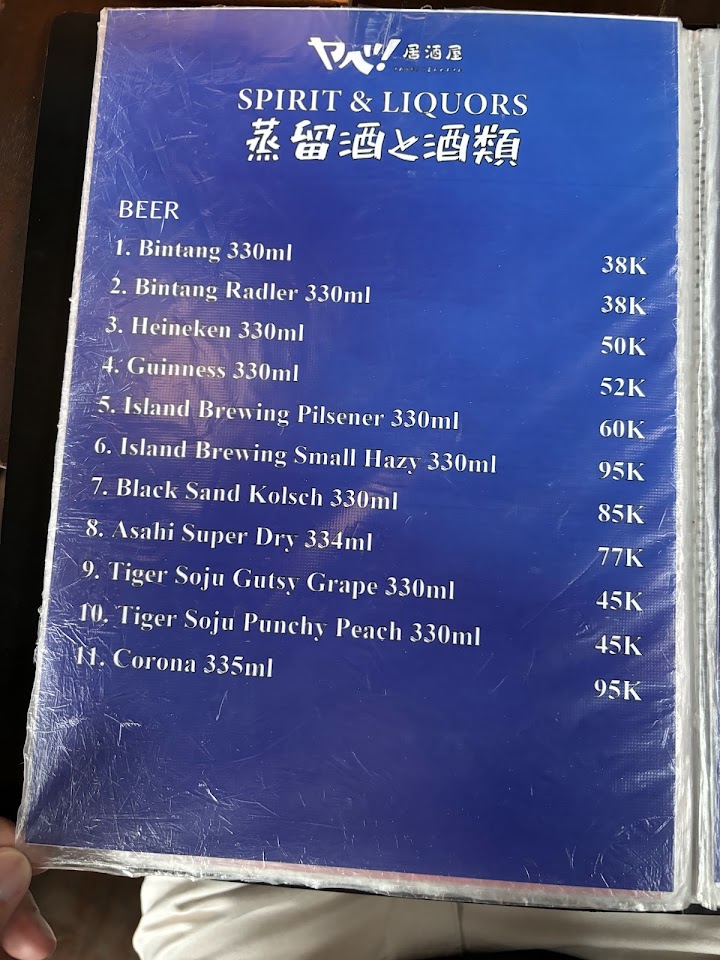 ヤベッ! 居酒屋
SPIRIT & LIQUORS
蒸留酒と酒類
BEER
1. Bintang 330ml 38K
2. Bintang Radler 330ml 38K
3. Heineken 330ml 50K
4. Guinness 330ml 52K
5. Island Brewing Pilsener 330ml 60K
6. Island Brewing Small Hazy 330ml 95K
7. Black Sand Kolsch 330ml 85K
8. Asahi Super Dry 334ml 77K
9. Tiger Soju Gutsy Grape 330ml 45K
10. Tiger Soju Punchy Peach 330ml 45K
11. Corona 335ml 95K